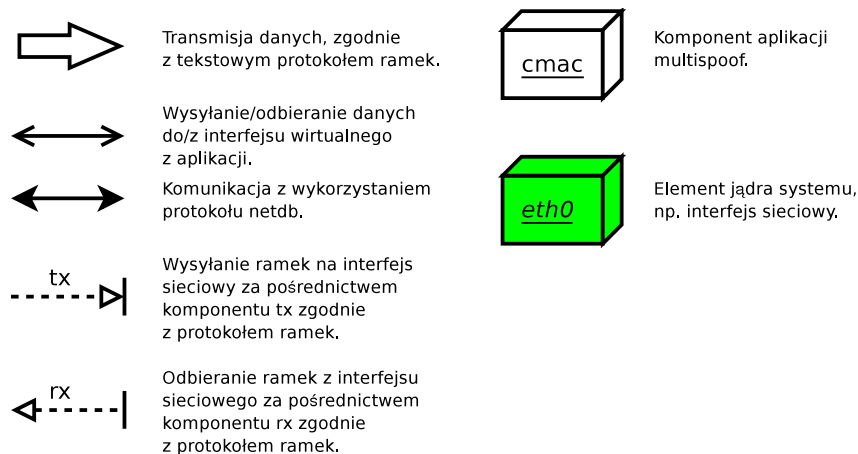 Transmisja danych, zgodnie
z tekstowym protokołem ramek.
Wysyłanie/odbieranie danych
do/z interfejsu wirtualnego
z aplikacji.
Komunikacja z wykorzystaniem
protokołu netdb.
tx
Wysyłanie ramek na interfejs
sieciowy za pośrednictwem
komponentu tx zgodnie
z protokołem ramek.
rx
Odbieranie ramek z interfejsu
sieciowego za pośrednictwem
komponentu rx zgodnie
z protokołem ramek.
cmac
Komponent aplikacji
multispoof.
eth0
Element jądra systemu,
np. interfejs sieciowy.